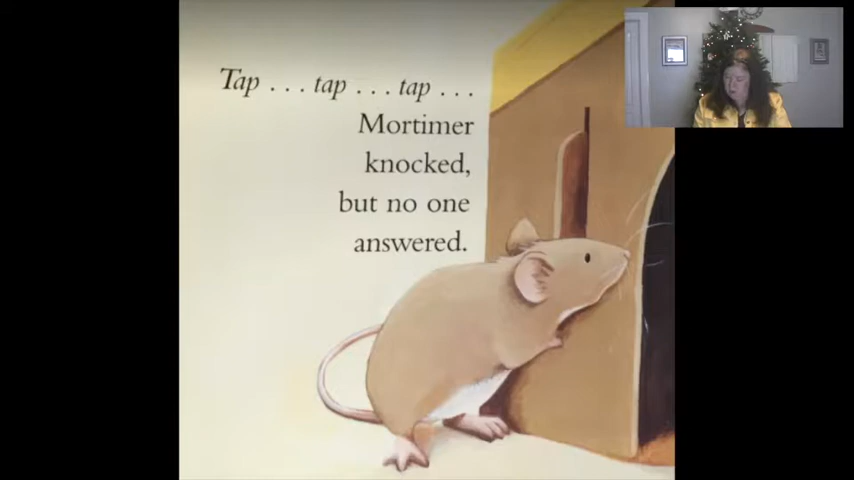 Tap . . . tap . . . tap . . .
Mortimer
knocked,
but no one
answered.